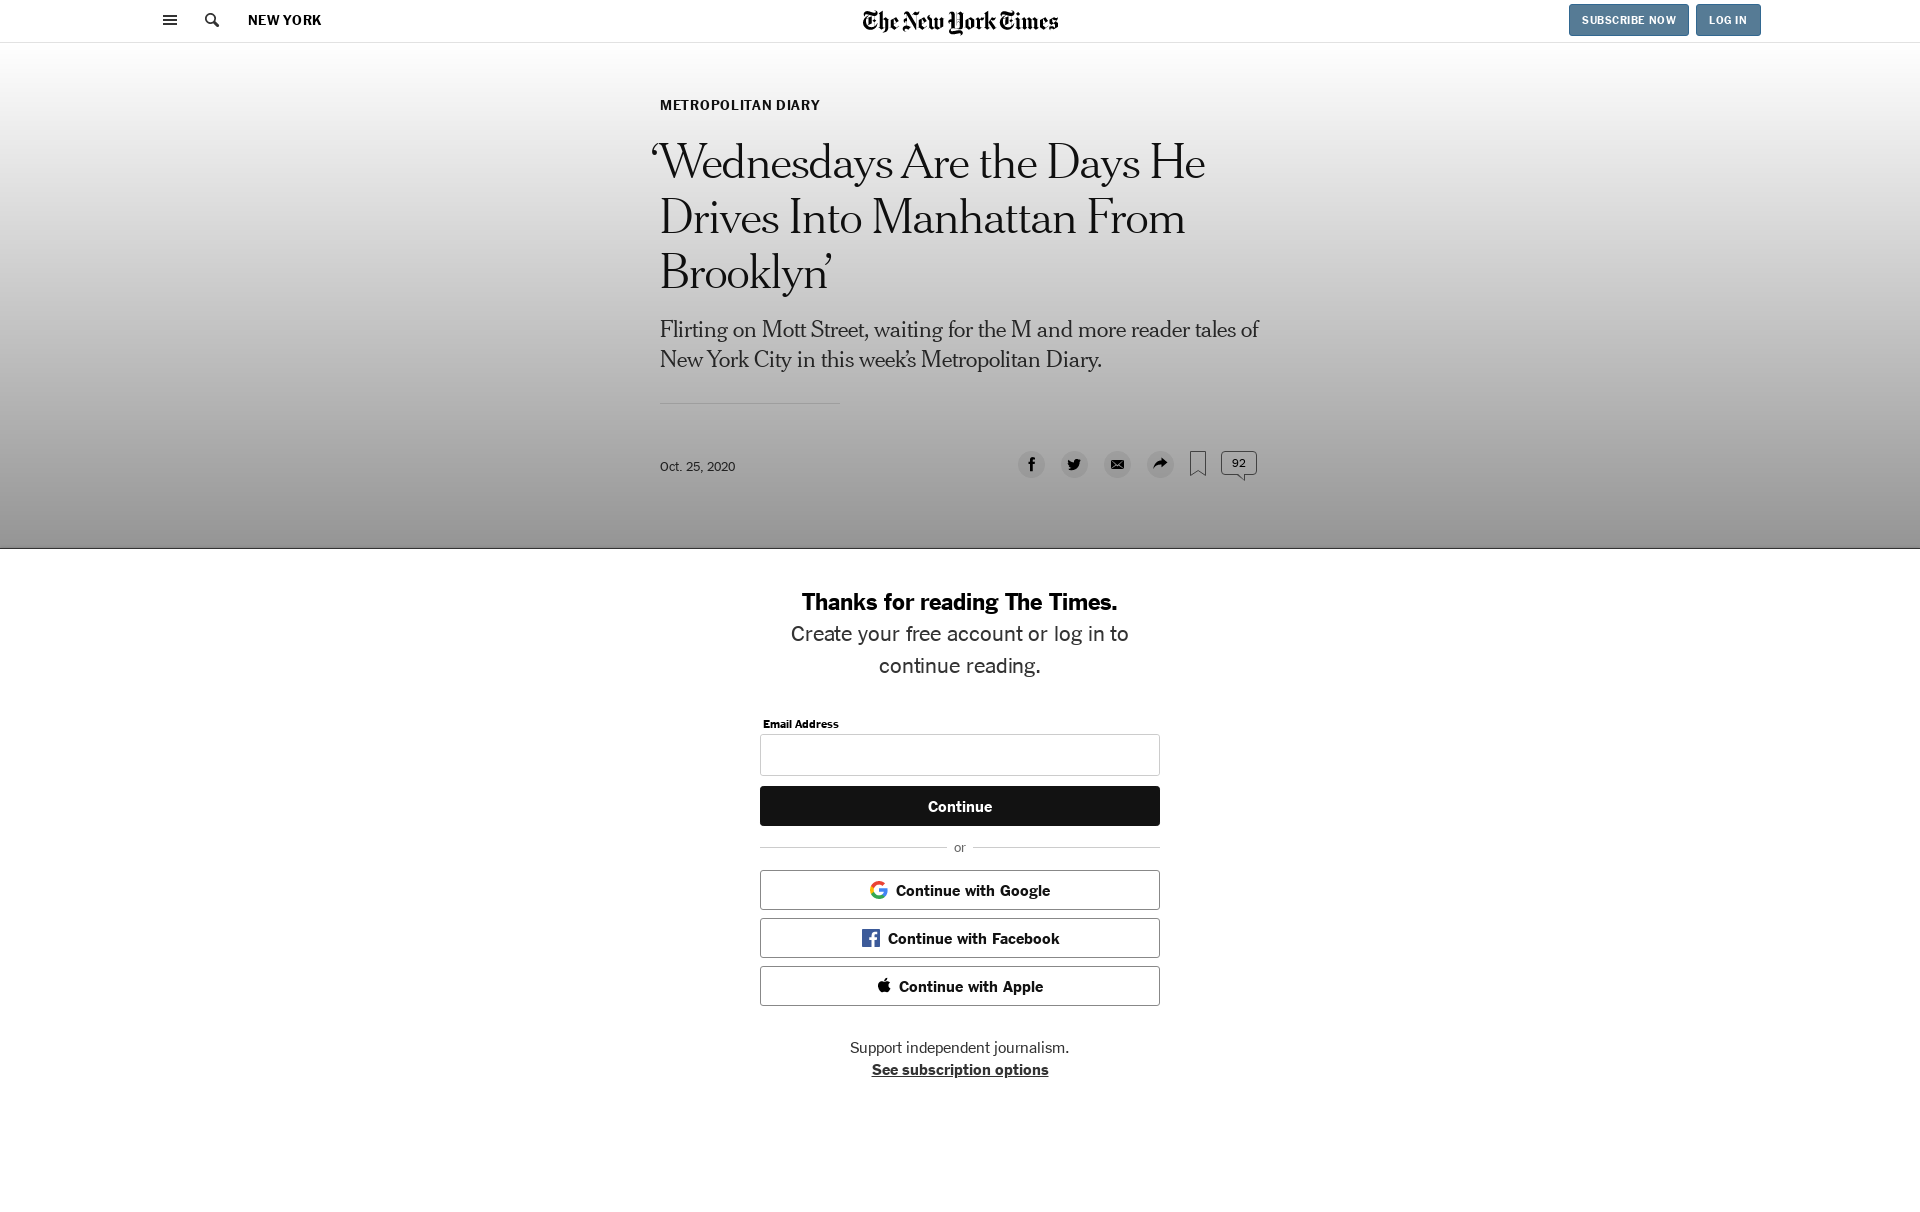 NEW YORK
The New York Times
SUBSCRIBE NOW
LOG IN
METROPOLITAN DIARY
‘Wednesdays Are the Days He
Drives Into Manhattan From
Brooklyn’
Flirting on Mott Street, waiting for the M and more reader tales of
New York City in this week’s Metropolitan Diary.
Oct. 25, 2020
92
Thanks for reading The Times.
Create your free account or log in to
continue reading.
Email Address
Continue
or
Continue with Google
Continue with Facebook
Continue with Apple
Support independent journalism.
See subscription options